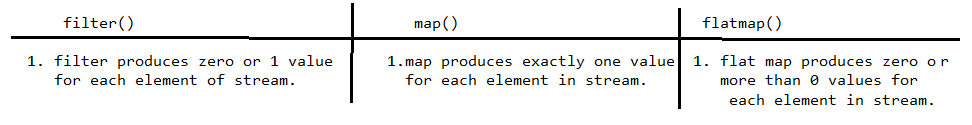 filter()
map()
flatmap()
1. filter produces zero or 1 value
for each element of stream.
1.map produces exactly one value
for each element in stream.
1. flat map produces zero or
more than 0 values for
each element in stream.